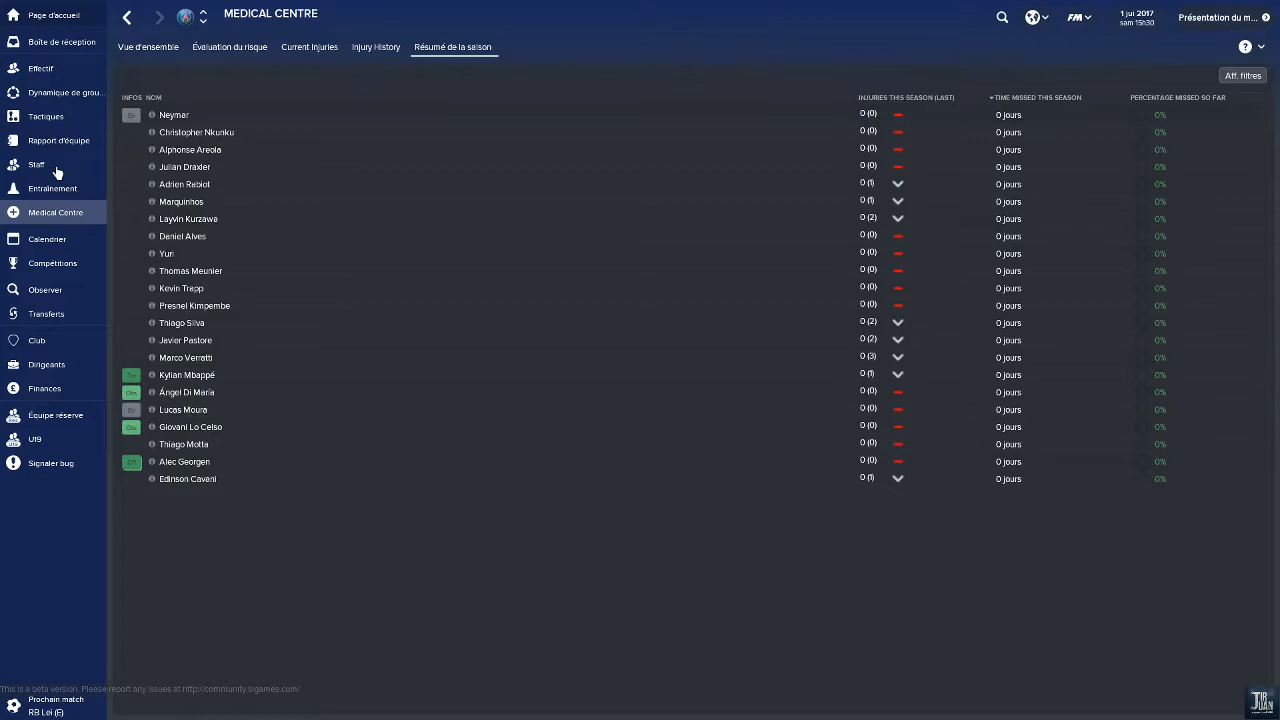 Page d'accueil
MEDICAL CENTRE
1 jui 2017
sam 15h30
Présentation du m...
Boîte de réception
Vue d'ensemble Évaluation du risque Current Injuries Injury History Résumé de la saison
Effectif
Aff. filtres
Dynamique de grou...
Tactiques
Rapport d'équipe
Staff
Entraînement
Medical Centre
Calendrier
Compétitions
Observer
Transferts
Club
Dirigeants
Finances
Équipe réserve
U19
Signaler bug
INFOS NOM INJURIES THIS SEASON (LAST) TIME MISSED THIS SEASON PERCENTAGE MISSED SO FAR
Neymar 0 (0) 0 jours 0%
Christopher Nkunku 0 (0) 0 jours 0%
Alphonse Areola 0 (0) 0 jours 0%
Julian Draxler 0 (0) 0 jours 0%
Adrien Rabiot 0 (1) 0 jours 0%
Marquinhos 0 (1) 0 jours 0%
Layvin Kurzawa 0 (2) 0 jours 0%
Daniel Alves 0 (0) 0 jours 0%
Yuri 0 (0) 0 jours 0%
Thomas Meunier 0 (0) 0 jours 0%
Kevin Trapp 0 (0) 0 jours 0%
Presnel Kimpembe 0 (0) 0 jours 0%
Thiago Silva 0 (2) 0 jours 0%
Javier Pastore 0 (2) 0 jours 0%
Marco Verratti 0 (3) 0 jours 0%
Kylian Mbappé 0 (1) 0 jours 0%
Obs Ángel Di María 0 (0) 0 jours 0%
Lucas Moura 0 (0) 0 jours 0%
Obs Giovani Lo Celso 0 (0) 0 jours 0%
Thiago Motta 0 (0) 0 jours 0%
Alec Georgen 0 (0) 0 jours 0%
Edinson Cavani 0 (1) 0 jours 0%
This is a beta version. Please report any issues at http://community.sigames.com/
Prochain match
RB Lei (E)